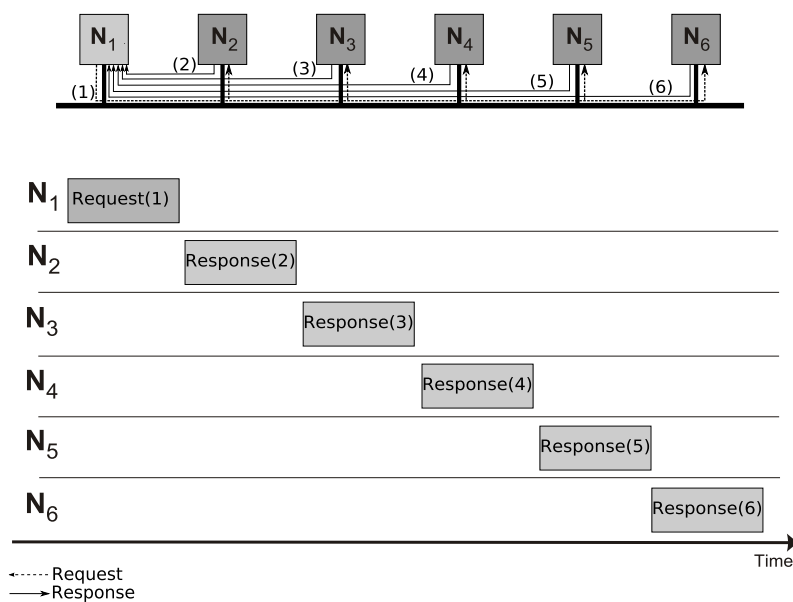 N1 N2 N3 N4 N5 N6
(1) (2) (3) (4) (5) (6)
N1 Request(1)
N2 Response(2)
N3 Response(3)
N4 Response(4)
N5 Response(5)
N6 Response(6)
Time
Request
Response